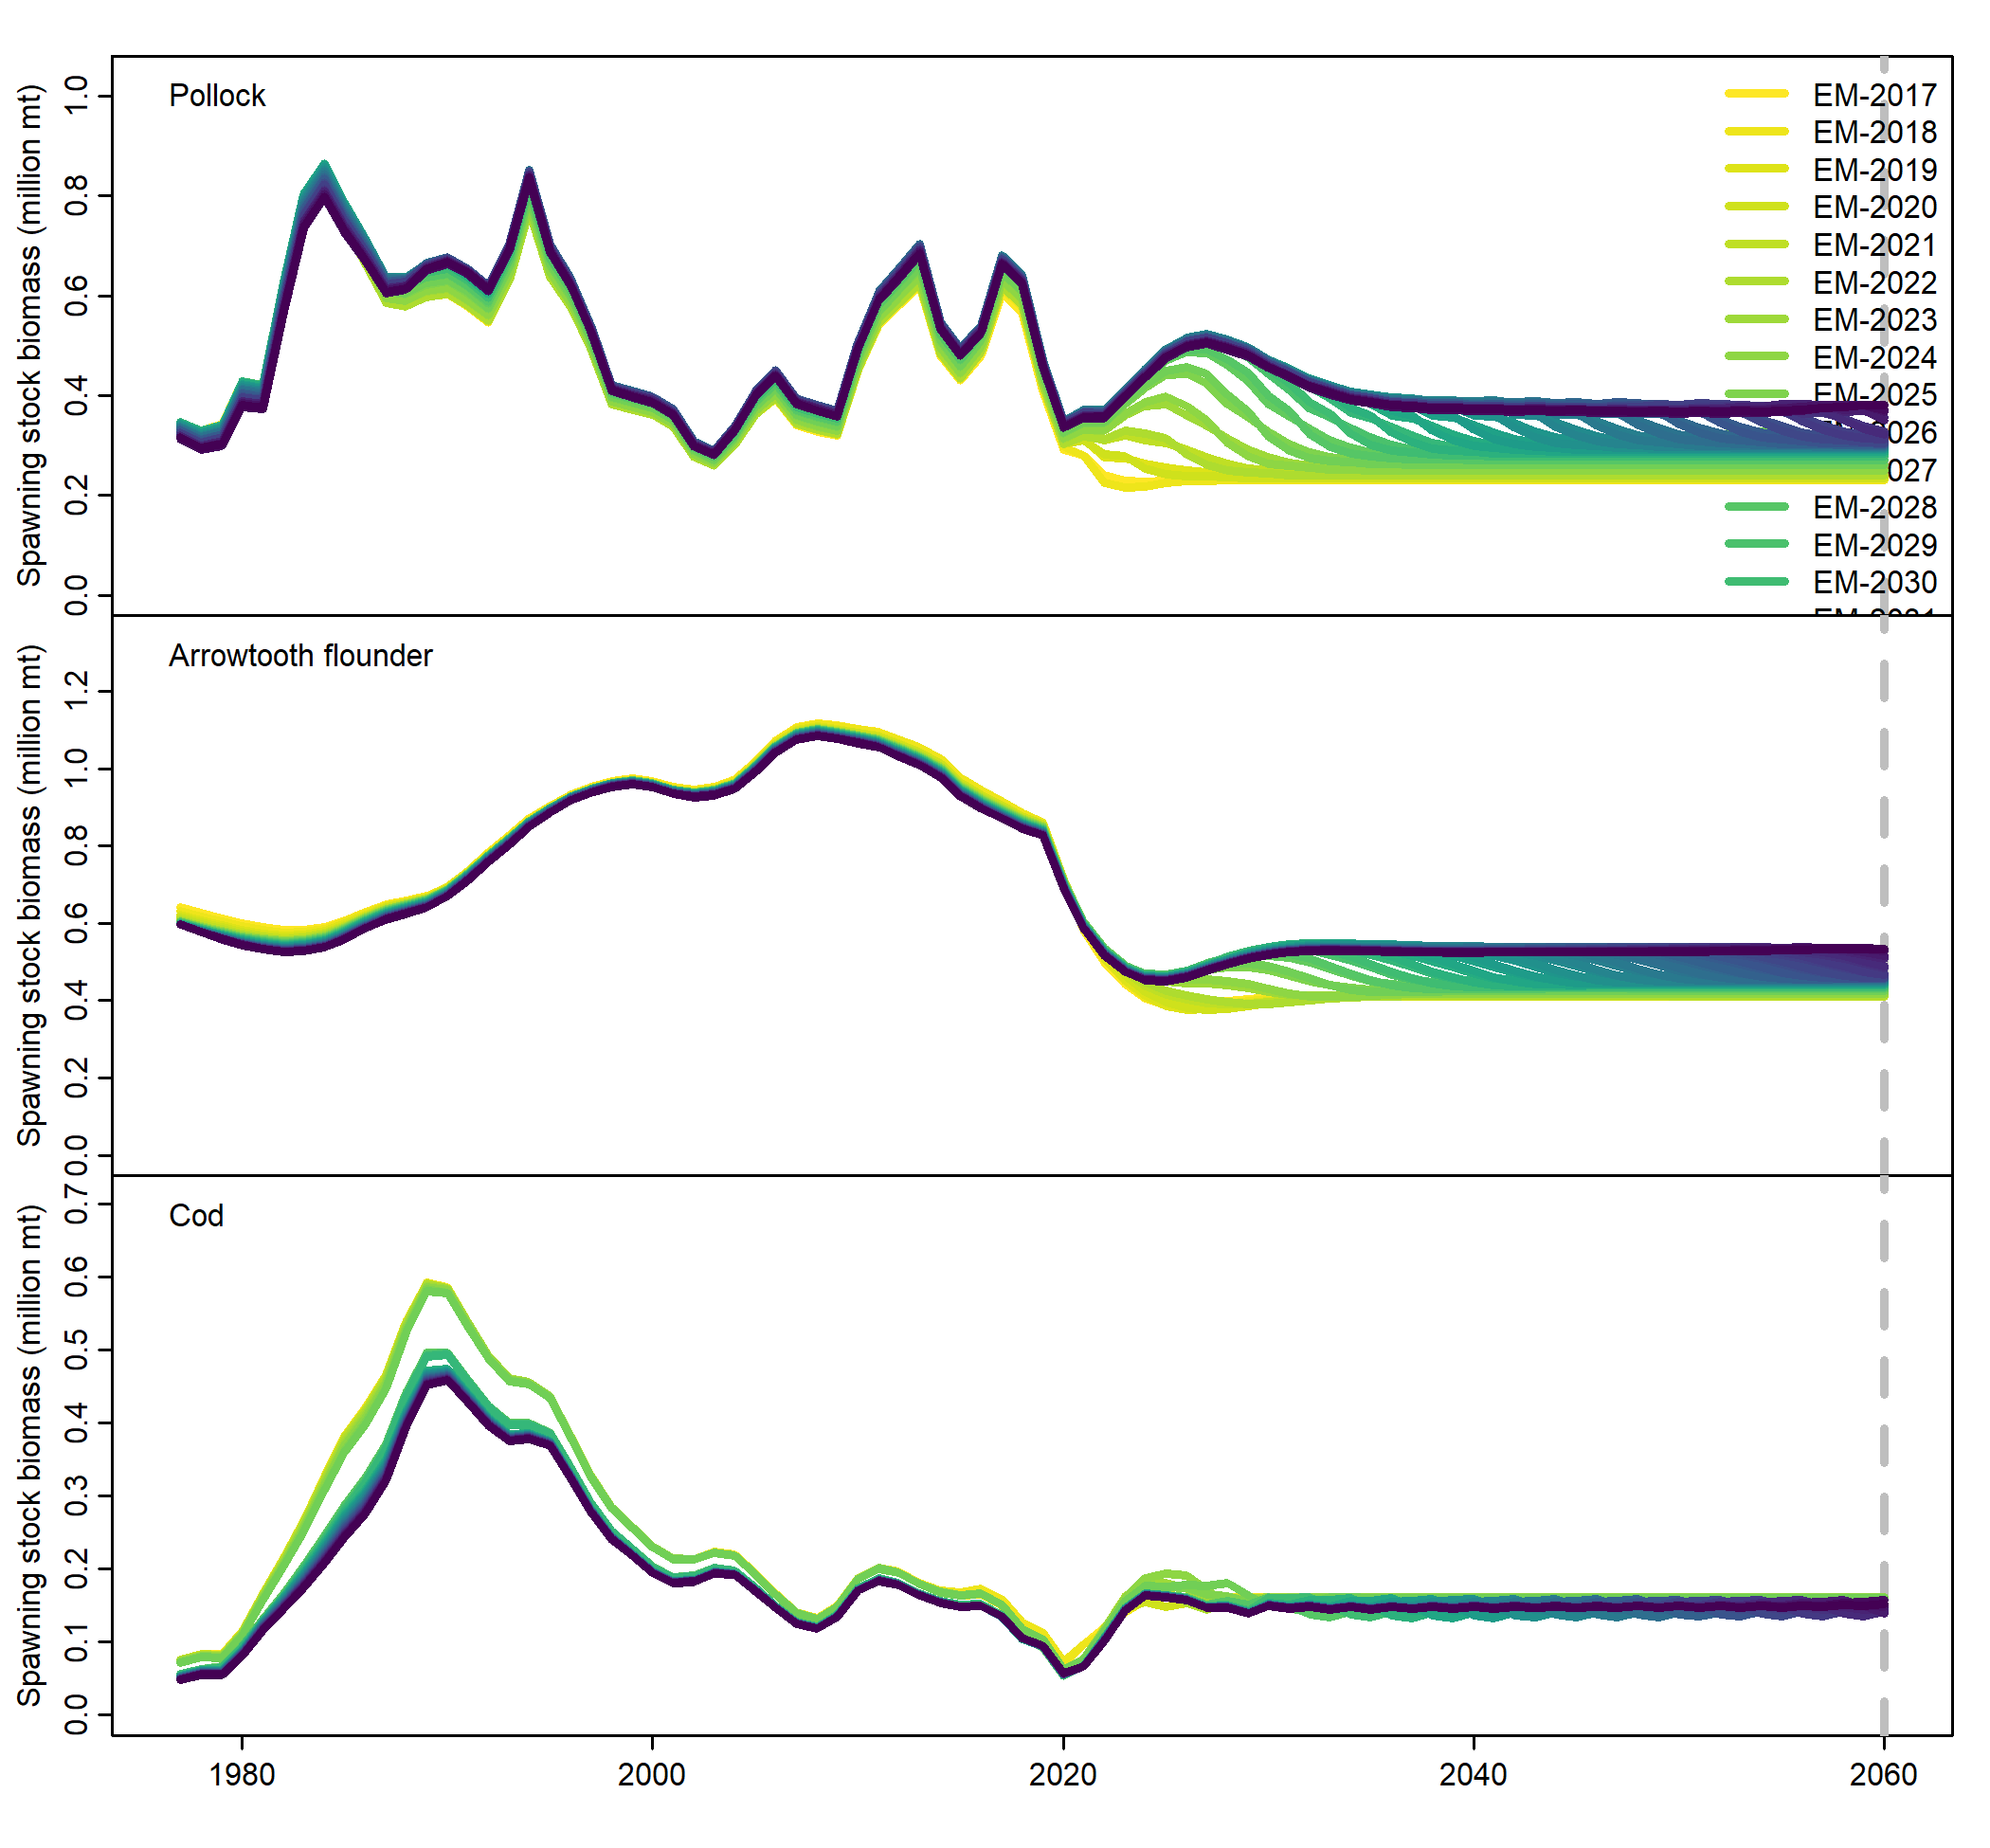 Spawning stock biomass (million mt)
1.0
0.8
0.6
0.4
0.2
0.0
Pollock
EM-2017
EM-2018
EM-2019
EM-2020
EM-2021
EM-2022
EM-2023
EM-2024
EM-2025
026
027
EM-2028
EM-2029
EM-2030
Spawning stock biomass (million mt)
1.2
1.0
0.8
0.6
0.4
0.2
0.0
Arrowtooth flounder
Spawning stock biomass (million mt)
0.7
0.6
0.5
0.4
0.3
0.2
0.1
0.0
Cod
1980
2000
2020
2040
2060